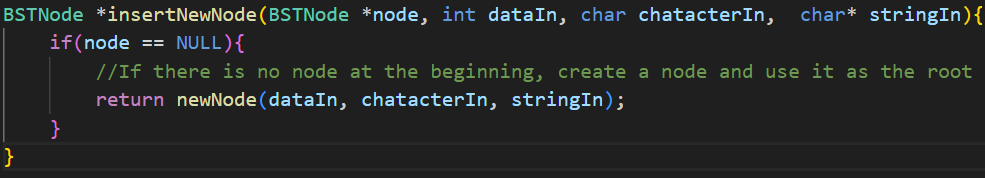 BSTNode *insertNewNode(BSTNode *node, int dataIn, char chatacterIn,  char* stringIn){
    if(node == NULL){
        //If there is no node at the beginning, create a node and use it as the root
        return newNode(dataIn, chatacterIn, stringIn);
    }
}